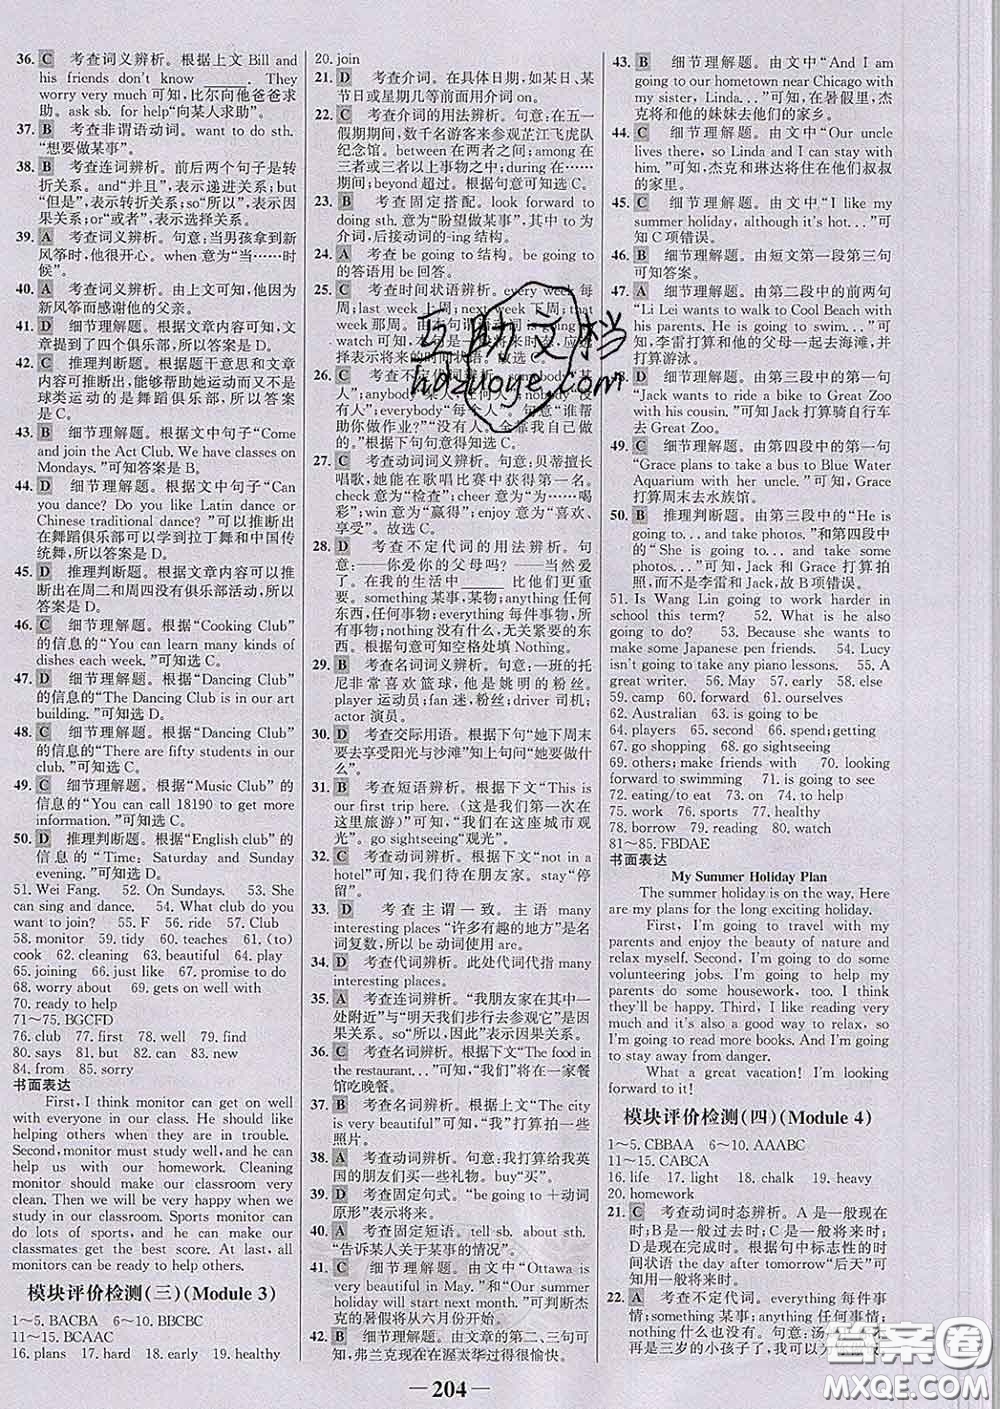 36. C 考查词义辨析。根据上文 Bill and
his friends don't know ______. They
worry very much 可知,比尔向他爸爸求
助。ask sb. for help“向某人求助”。
37. B 考查非谓语动词。want to do sth.
“想要做某事”。
38. B 考查连词辨析。前后两个句子是转
折关系。and“并且”,表示递进关系;but
“但是”,表示转折关系;so“所以”,表示因
果关系;or“或者”,表示选择关系。
39. A 考查词义辨析。句意:当男孩拿到新
风筝时,他很开心。when 意为“当……时
候”。
40. A 考查词义辨析。由上文可知,他因为
新风筝而感谢他的父亲。
41. D 细节理解题。根据文章内容可知,文章
提到了四个俱乐部,所以答案是 D。
42. C 推理判断题。根据题干意思和文章
内容可推出,能够帮助她运动而又不是
球类运动的是舞蹈俱乐部,所以答案
是 C。
43. B 细节理解题。根据文中句子“Come
and join the Act Club. We have classes on
Mondays.”可知答案是 B。
44. D 细节理解题。根据文中句子“Can
you dance? Do you like Latin dance or
Chinese traditional dance?”可以推断出
在舞蹈俱乐部可以学到拉丁舞和中国传
统舞,所以答案是 D。
45. D 推理判断题。根据文章内容可推断出
在周二和周四没有俱乐部活动,所以答
案是 D。
46. C 细节理解题。根据“Cooking Club”
的信息的“You can learn many kinds of
dishes each week.”可知选 C。
47. D 细节理解题。根据“Dancing Club”
的信息的“The Dancing Club is in our art
building.”可知选 D。
48. C 细节理解题。根据“Dancing Club”
的信息的“There are fifty students in our
club.”可知选 C。
49. C 细节理解题。根据“Music Club”的
信息的“You can call 18190 to get more
information.”可知选 C。
50. D 推理判断题。根据“English club”的
信息的“Time: Saturday and Sunday
evening.”可知选 D。
51. Wei Fang. 52. On Sundays. 53. She
can sing and dance. 54. What club do you
want to join? 55. F 56. ride 57. Club
58. monitor 59. tidy 60. teaches 61. (to)
cook 62. cleaning 63. beautiful 64. play
65. joining 66. just like 67. promise to do
68. worry about 69. gets on well with
70. ready to help
71～75. BGCFD
76. club 77. first 78. well 79. find
80. says 81. but 82. can 83. new
84. from 85. sorry
书面表达
First, I think monitor can get on well
with everyone in our class. He should like
helping others when they are in trouble.
Second, monitor must study well, and he can
help us with our homework. Cleaning
monitor should make our classroom very
clean. Then we will be very happy when we
study in our classroom. Sports monitor can
do lots of sports, and he must make our
classmates get the best score. At last, all
monitors can be ready to help others.
模块评价检测(三)(Module 3)
1～5. BACBA 6～10. BBCBC
11～15. BCAAC
16. plans 17. hard 18. early 19. healthy
20. join
21. D 考查介词。在具体日期,如某日、某
节日或星期几等前面用介词 on。
22. C 考查介词的用法辨析。句意:在五一
假期期间,数千名游客来参观芷江飞虎队
纪念馆。between 在两者之间;among 在
三者或三者以上事物之中;during 在……
期间;beyond 超过。根据句意可知选 C。
23. B 考查固定搭配。look forward to
doing sth. 意为“盼望做某事”,其中 to 为
介词,后接动词-ing 结构。
24. A 考查 be going to 结构。be going to
的答语用 be 回答。
25. C 考查时间状语辨析。every week 每
周;last week 上周;next week 下周;that
week 那周。由
26. C 考查不定代词辨析。
27. C 考查动词词义辨析。句意:贝蒂擅长
唱歌,她能在歌唱比赛中获得第一名。
check 意为“检查”;cheer 意为“为……喝
彩”;win 意为“赢得”;enjoy 意为“喜欢、
享受”。故选 C。
28. D 考查不定代词的用法辨析。句
意:——你爱你的父母吗?——当然爱
了。在我的生活中 ______ 比他们更重
要。something 某事,某物;anything 任何
东西,任何事物;everything 每件事物,一
切事物;nothing 没有什么,无关紧要的东
西。根据句意可知空格处填 Nothing。
29. B 考查名词词义辨析。句意:一班的托
尼非常喜欢篮球,他是姚明的粉丝。
player 运动员;fan 迷,粉丝;driver 司机;
actor 演员。
30. D 考查交际用语。根据下句“她下周末
要去享受阳光与沙滩”知上句问“她要做
什么”。
31. B 考查短语辨析。根据下文“This is
our first trip here. (这是我们第一次在
这里旅游)”可知,“我们在这座城市观
光”。go sightseeing“观光”。
32. C 考查动词辨析。根据下文“not in a
hotel”可知,我们待在朋友家。stay“停
留”。
33. D 考查主谓一致。主语 many
interesting places “许多有趣的地方”是名
词复数,所以 be 动词使用 are。
34. D 考查代词辨析。此处代词代指 many
interesting places。
35. A 考查连词辨析。“我朋友家在其中一
处附近”与“明天我们步行去参观它”是
因果关系。so“所以,因此”表示因果关系。
36. C 考查名词辨析。根据下文“The food in
the restaurant...”可知,我们将在一家餐
馆吃晚餐。
37. B 考查名词辨析。根据上文“The city is
very beautiful”可知,“我”打算拍一些
照片。
38. A 考查动词辨析。句意:我打算给我英
国的朋友们买一些礼物。buy“买”。
39. D 考查固定句式。“be going to ＋动词
原形”表示将来。
40. A 考查固定短语。tell sb. about sth.
“告诉某人关于某事的情况”。
41. C 细节理解题。由文中“Ottawa is
very beautiful in May.”和“Our summer
holiday will start next month.”可判断杰
克的暑假将从六月份开始。
42. B 细节理解题。由文章的第二、三句可
知,弗兰克现在在渥太华过得很愉快。
43. B 细节理解题。由文中“And I am
going to our hometown near Chicago with
my sister, Linda...”可知,在暑假里,杰
克将和他的妹妹去他们的家乡。
44. C 细节理解题。由文中“Our uncle
lives there, so Linda and I can stay with
him.”可知,杰克和琳达将住在他们叔叔
的家里。
45. C 细节理解题。由文中“I like my
summer holiday, although it's hot...”可
知 C 项错误。
46. B 细节理解题。由短文第一段第三句
可知答案。
47. A 细节理解题。由第二段中的前两句
“Li Lei wants to walk to Cool Beach with
his parents. He is going to swim there.”
可知,李雷打算和父母一起去海滩,并打
算游泳。
48. D 细节理解题。由第三段中的第一句
“Jack wants to ride a bike to Great Zoo
with his cousin.”可知 Jack 打算骑自行车
去 Great Zoo。
49. C 细节理解题。由第四段中的第一句
“Grace plans to take a bus to Blue Water
Aquarium with her uncle.”可知,Grace
打算周末去水族馆。
50. B 推理判断题。由第三段中的“He is
going to... and take photos.”和第四段中
的“She is going to... and take some
photos...”可知,Jack 和 Grace 打算拍
照,而不是李雷和 Jack,故 B 项错误。
51. Is Wang Lin going to work harder in
school this term? 52. What is he also
going to do? 53. Because she wants to
make some Japanese pen friends. 54. Lucy
isn't going to take any piano lessons. 55. A
great writer. 56. May 57. early 58. else
59. camp 60. forward 61. ourselves
62. Australian 63. is going to be
64. players 65. second 66. spend; getting
67. go shopping 68. go sightseeing
69. others; make friends with 70. looking
forward to swimming 71. is going to be
72. eating/to eat 73. and 74. to do
75. work 76. sports 77. healthy
78. borrow 79. reading 80. watch
81～85. FBDAE
书面表达
My Summer Holiday Plan
The summer holiday is on the way. Here
are my plans for the long exciting holiday.
First, I'm going to travel with my
parents and enjoy the beauty of nature and
relax myself. Second, I'm going to do some
volunteering jobs. I'm going to help my
parents do some housework, too. I think
they'll be happy. Third, I like reading very
much and it's also a good way to relax, so I'm
going to read more books. And I'm going to
to stay away from danger.
What a great vacation! I'm looking
forward to it!
模块评价检测(四)(Module 4)
1～5. CBBAA 6～10. AAABC
11～15. CABCA
16. life 17. light 18. chalk 19. heavy
20. homework
21. C 考查动词时态辨析。A 是一般现在
时;B 是一般过去时;C 是一般将来时;
D 是现在完成时。根据句中标志性的时间
状语 the day after tomorrow“后天”可知
C 正确。
22. A 考查不定代词。everything 每件事
情;something 某事;anything 任何事情;
nothing 什么也没有。句意:汤
— 204 —
互助文档
hdzuoye.com
答案圈
MXQE.COM